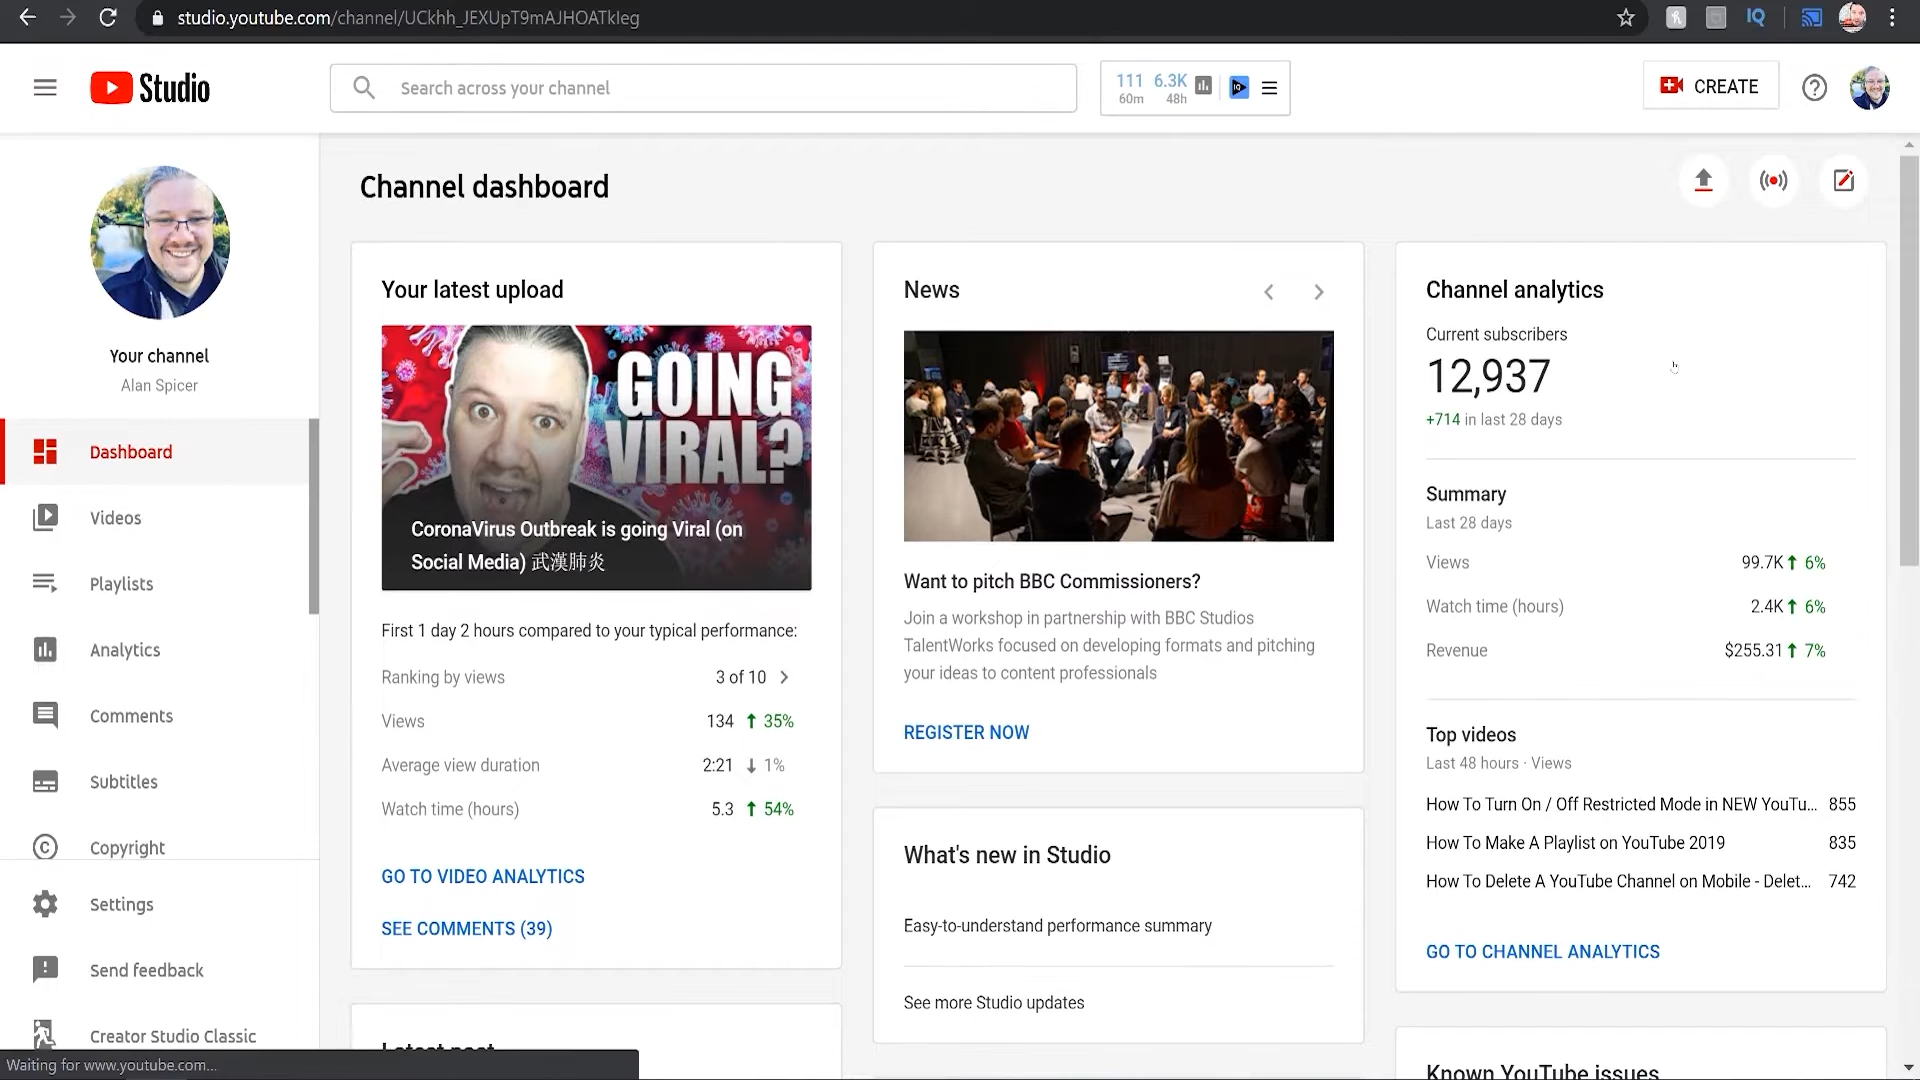 studio.youtube.com/channel/UCkhh_JEXUpT9mAJHOATkIeg
IQ
Studio
Search across your channel
111 6.3K
60m 48h
CREATE
Your channel
Alan Spicer
Dashboard
Videos
Playlists
Analytics
Comments
Subtitles
Copyright
Settings
Send feedback
Creator Studio Classic
Waiting for www.youtube.com...
Channel dashboard
Your latest upload
GOING
VIRAL?
CoronaVirus Outbreak is going Viral (on
Social Media) 武漢肺炎
First 1 day 2 hours compared to your typical performance:
Ranking by views 3 of 10
Views 134 35%
Average view duration 2:21 1%
Watch time (hours) 5.3 54%
GO TO VIDEO ANALYTICS
SEE COMMENTS (39)
Latest post
News
Want to pitch BBC Commissioners?
Join a workshop in partnership with BBC Studios
TalentWorks focused on developing formats and pitching
your ideas to content professionals
REGISTER NOW
What's new in Studio
Easy-to-understand performance summary
See more Studio updates
Channel analytics
Current subscribers
12,937
+714 in last 28 days
Summary
Last 28 days
Views 99.7K 6%
Watch time (hours) 2.4K 6%
Revenue $255.31 7%
Top videos
Last 48 hours · Views
How To Turn On / Off Restricted Mode in NEW YouTu... 855
How To Make A Playlist on YouTube 2019 835
How To Delete A YouTube Channel on Mobile - Delet... 742
GO TO CHANNEL ANALYTICS
Known YouTube issues